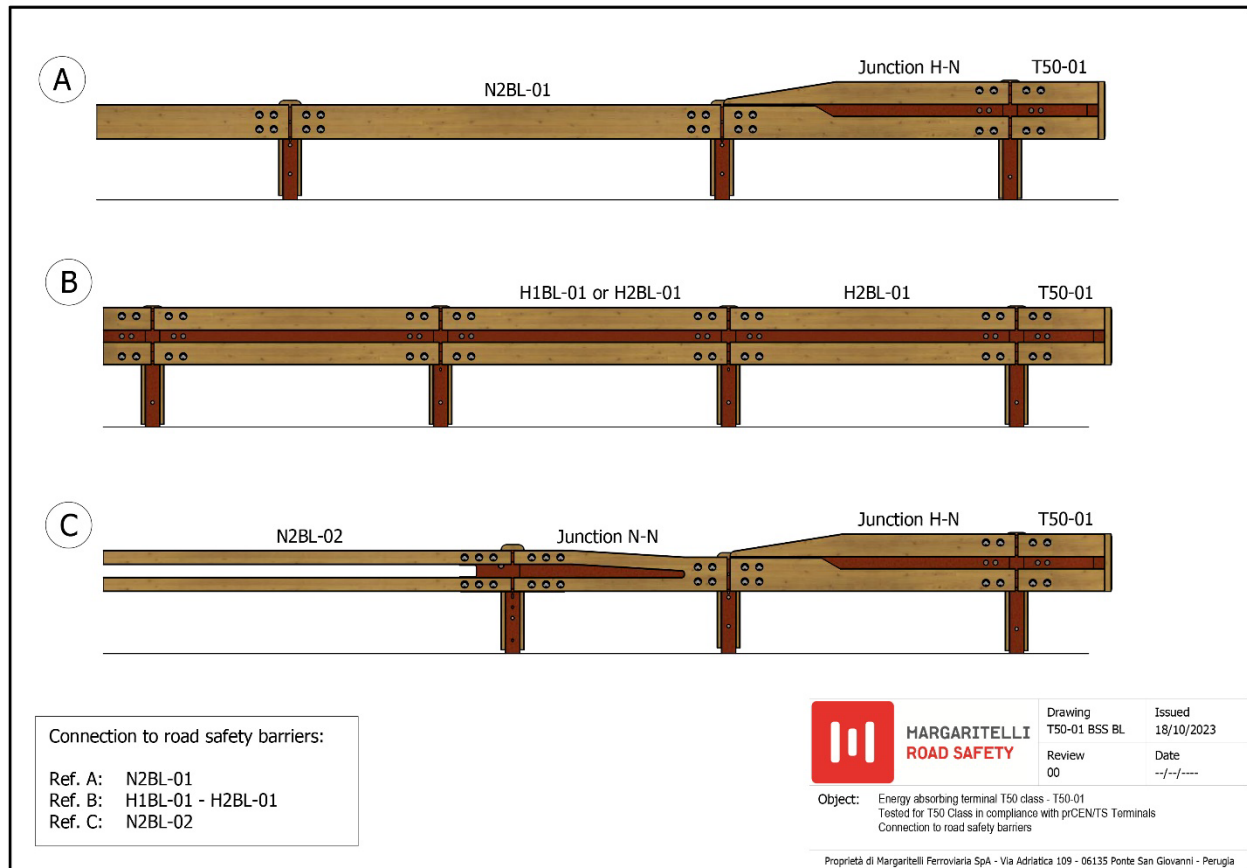 A
N2BL-01
Junction H-N
T50-01
B
H1BL-01 or H2BL-01
H2BL-01
T50-01
C
N2BL-02
Junction N-N
Junction H-N
T50-01
Connection to road safety barriers:
Ref. A: N2BL-01
Ref. B: H1BL-01 - H2BL-01
Ref. C: N2BL-02
MARGARITELLI
ROAD SAFETY
Drawing
T50-01 BSS BL
Issued
18/10/2023
Review
00
Date
--/--/----
Object: Energy absorbing terminal T50 class - T50-01
Tested for T50 Class in compliance with prCEN/TS Terminals
Connection to road safety barriers
Proprietà di Margaritelli Ferroviaria SpA - Via Adriatica 109 - 06135 Ponte San Giovanni - Perugia